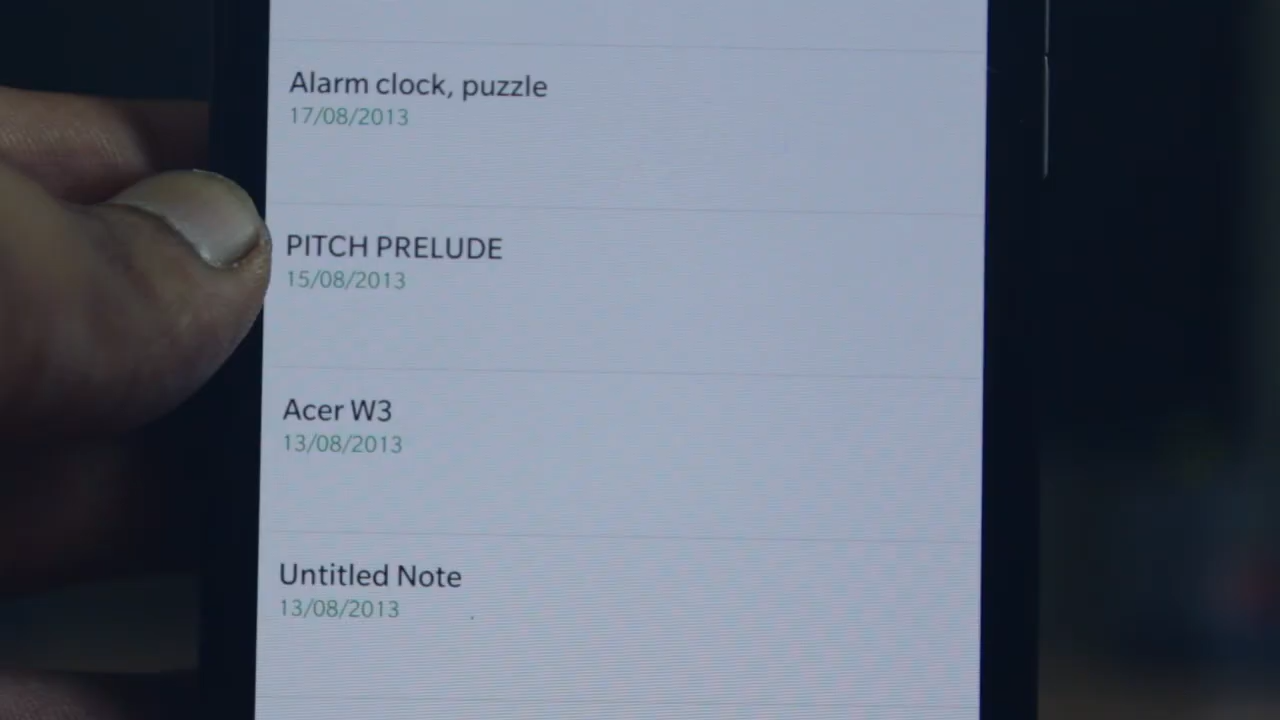 Alarm clock, puzzle
17/08/2013
PITCH PRELUDE
15/08/2013
Acer W3
13/08/2013
Untitled Note
13/08/2013